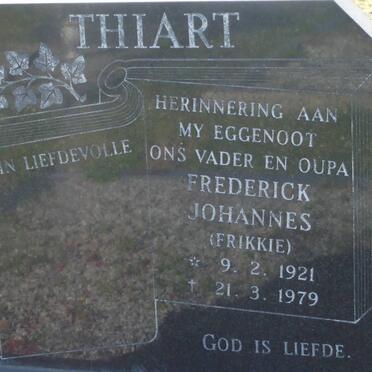 THIART
IN LIEFDEVOLLE
HERINNERING AAN
MY EGGENOOT
ONS VADER EN OUPA
FREDERICK
JOHANNES
(FRIKKIE)
* 9. 2. 1921
† 21. 3. 1979
GOD IS LIEFDE.